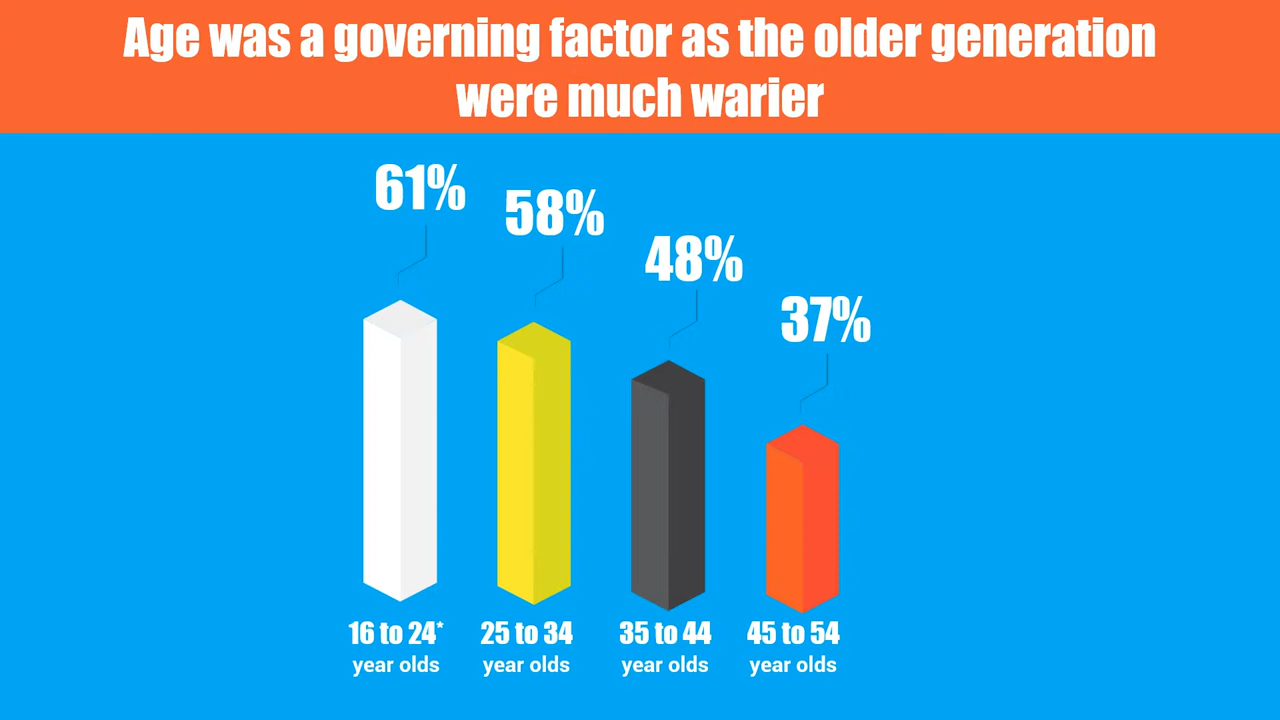 Age was a governing factor as the older generation
were much warier
61%
58%
48%
37%
16 to 24*
year olds
25 to 34
year olds
35 to 44
year olds
45 to 54
year olds